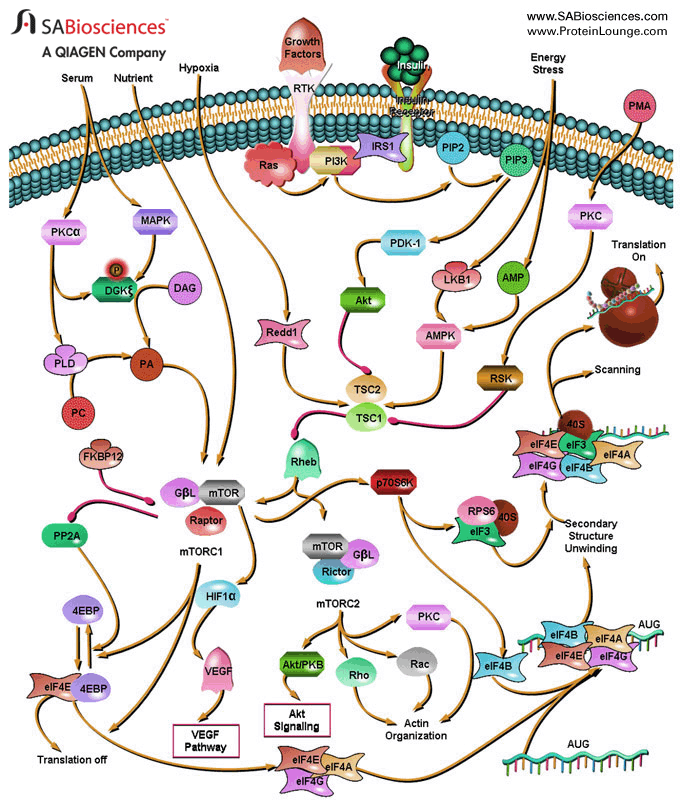 SABiosciences™
A QIAGEN Company
www.SABiosciences.com
www.ProteinLounge.com
Serum
Nutrient
Hypoxia
Growth
Factors
RTK
Insulin
Insulin
Receptor
Energy
Stress
PMA
Ras
PI3K
IRS1
PIP2
PIP3
PKCα
MAPK
PKC
PDK-1
P
DGKξ
DAG
LKB1
AMP
Translation
On
Akt
Redd1
AMPK
PLD
PA
TSC2
RSK
Scanning
PC
TSC1
40S
eIF4E
eIF3
eIF4A
eIF4G
eIF4B
FKBP12
Rheb
GβL
mTOR
p70S6K
Raptor
RPS6
40S
eIF3
PP2A
mTORC1
Secondary
Structure
Unwinding
mTOR
GβL
Rictor
HIF1α
4EBP
mTORC2
PKC
AUG
eIF4B
eIF4A
eIF4E
eIF4G
eIF4E
4EBP
VEGF
Akt/PKB
Rho
Rac
eIF4B
VEGF
Pathway
Akt
Signaling
Actin
Organization
Translation off
AUG
eIF4E
eIF4A
eIF4G